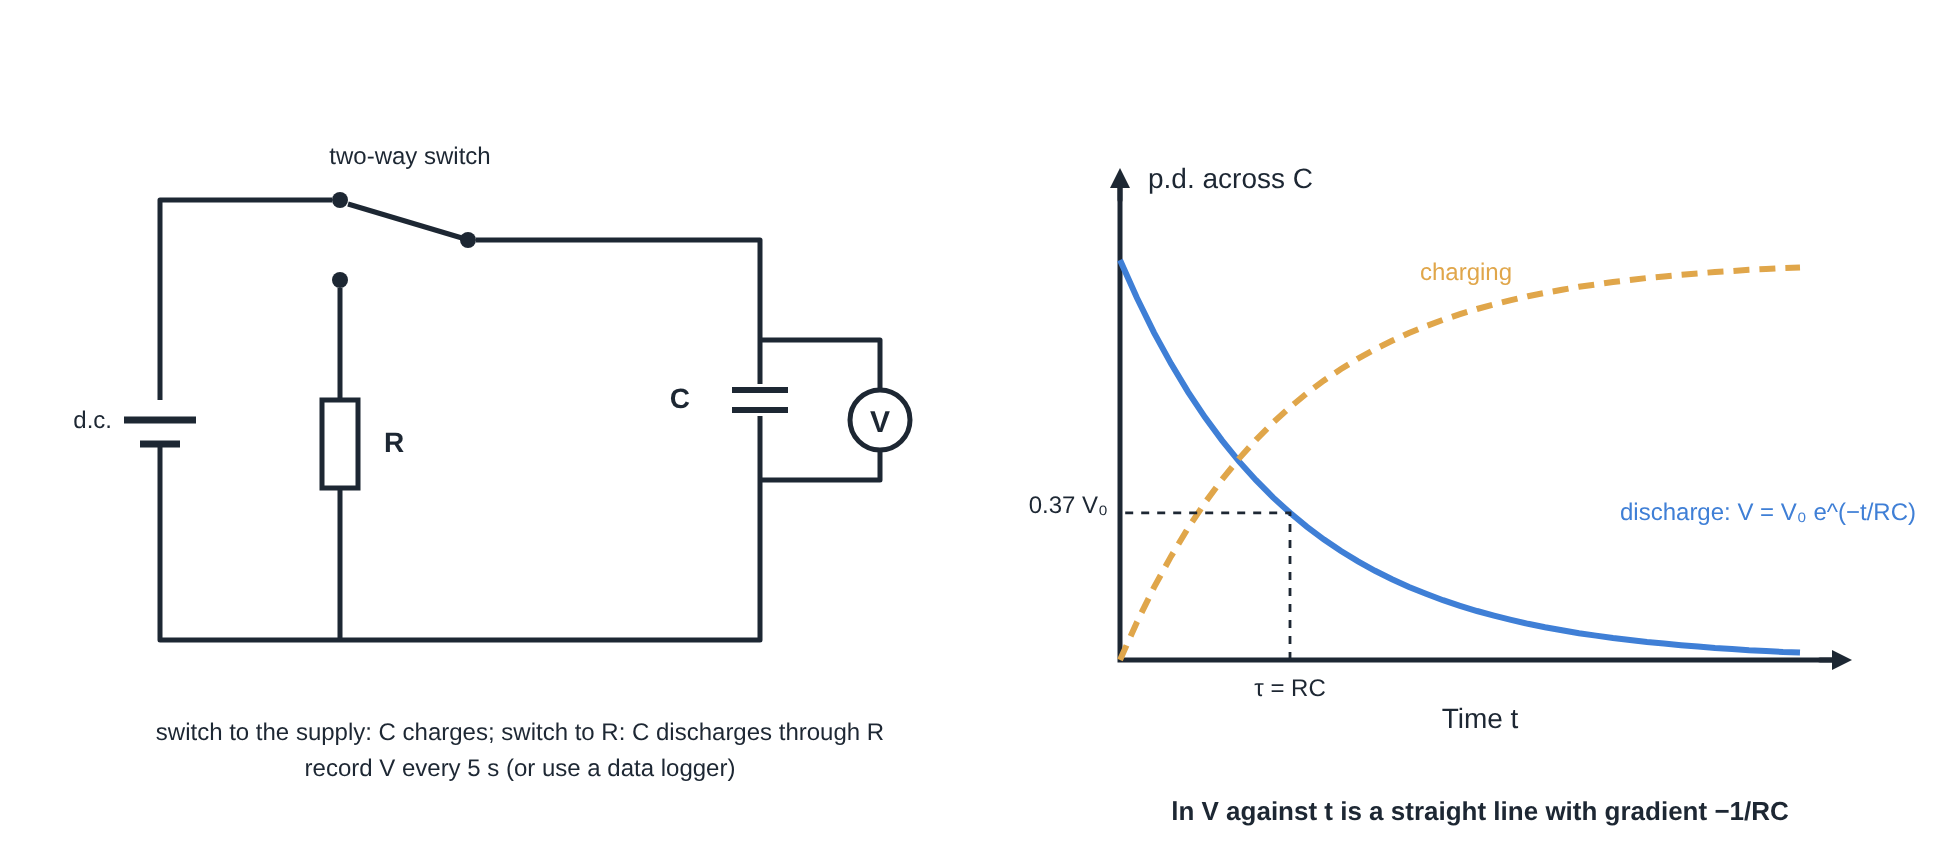 two-way switch
d.c.
R
C
V
switch to the supply: C charges; switch to R: C discharges through R
record V every 5 s (or use a data logger)
p.d. across C
charging
0.37 V₀
discharge: V = V₀ e^(−t/RC)
τ = RC
Time t
ln V against t is a straight line with gradient −1/RC